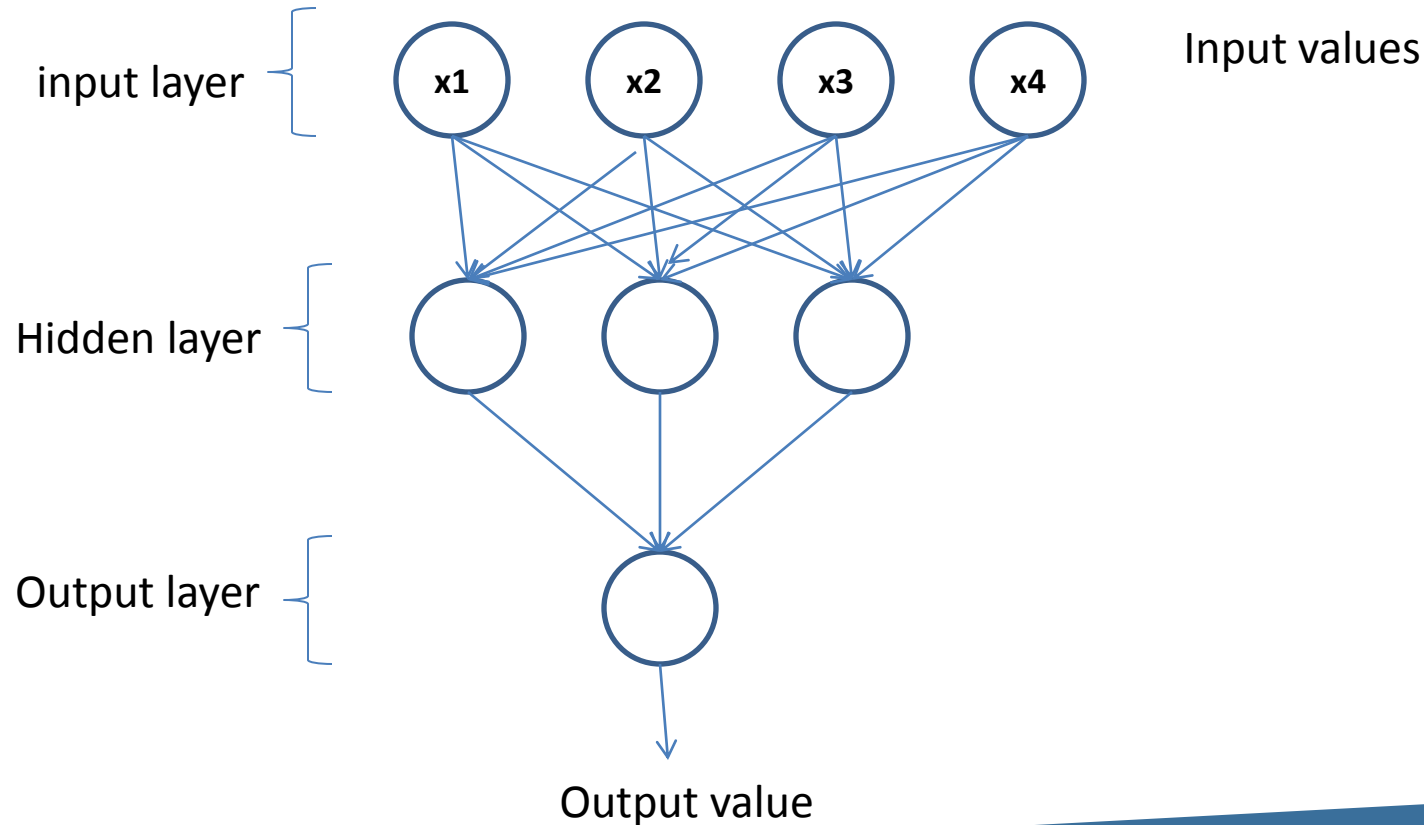 Input values
input layer
x1
x2
x3
x4
Hidden layer
Output layer
Output value